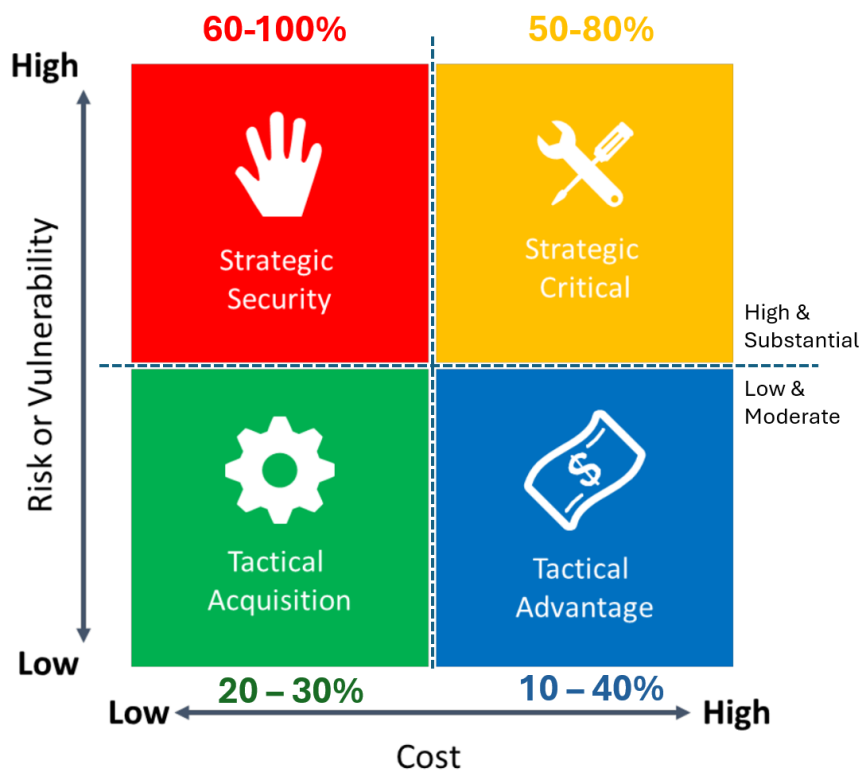 60-100%
50-80%
High
Strategic
Security
Strategic
Critical
High &
Substantial
Risk or Vulnerability
Low &
Moderate
$
Tactical
Acquisition
Tactical
Advantage
Low
20 – 30%
10 – 40%
Low
High
Cost